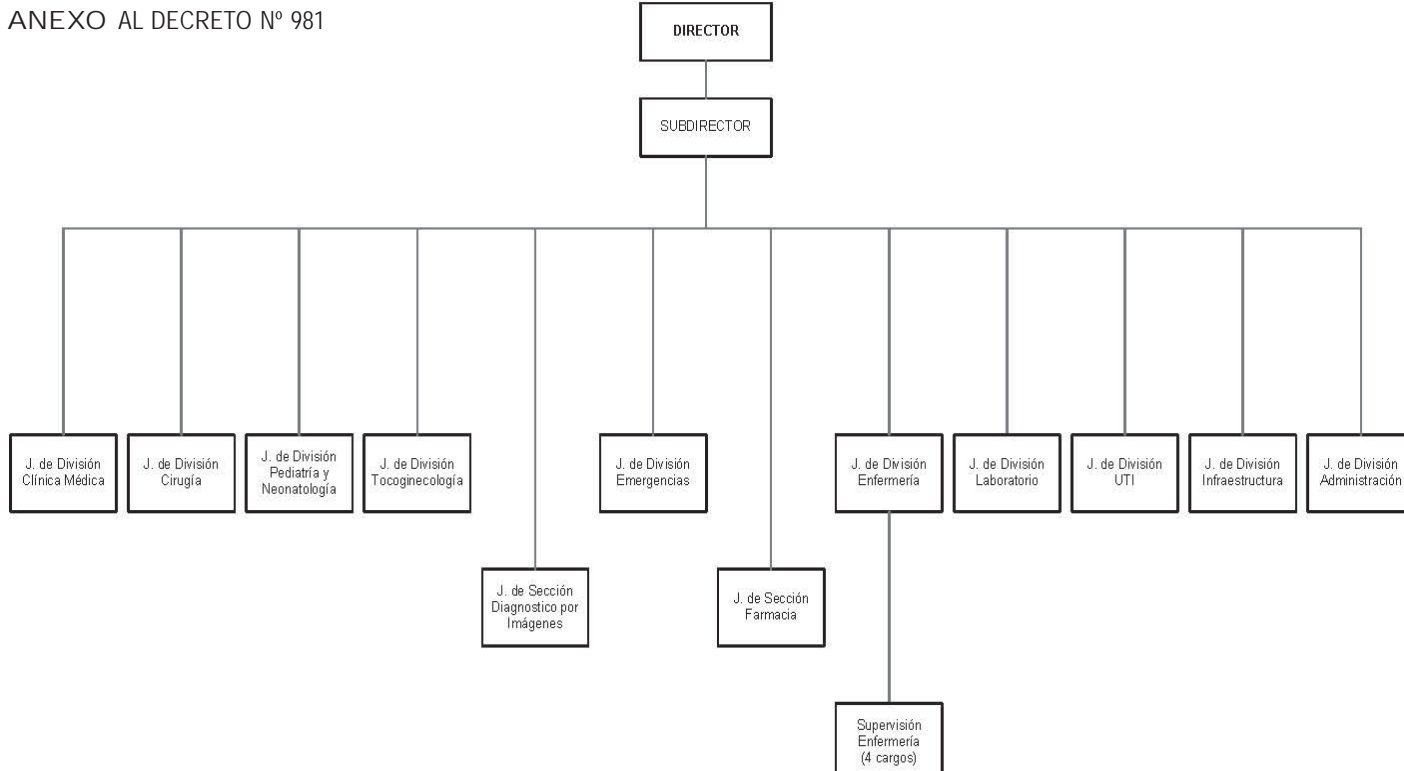 ANEXO AL DECRETO Nº 981
DIRECTOR
SUBDIRECTOR
J. de División
Clínica Médica
J. de División
Cirugía
J. de División
Pediatría y
Neonatología
J. de División
Tocoginecología
J. de División
Emergencias
J. de División
Enfermería
J. de División
Laboratorio
J. de División
UTI
J. de División
Infraestructura
J. de División
Administración
J. de Sección
Diagnostico por
Imágenes
J. de Sección
Farmacia
Supervisión
Enfermería
(4 cargos)